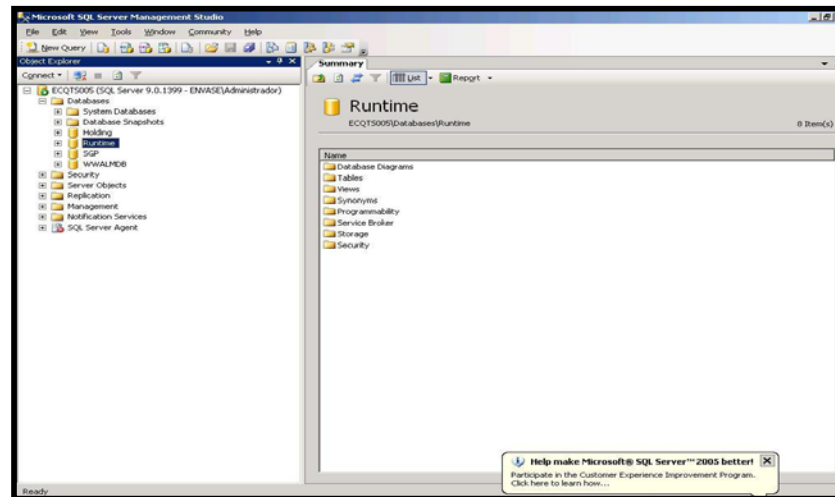 Microsoft SQL Server Management Studio
File Edit View Tools Window Community Help
New Query
Object Explorer
Connect
ECQTS005 (SQL Server 9.0.1399 - ENVASE\Administrador)
Databases
System Databases
Database Snapshots
Holding
Runtime
SGP
WWALMDB
Security
Server Objects
Replication
Management
Notification Services
SQL Server Agent
Summary
List Report
Runtime
ECQTS005\Databases\Runtime
8 Item(s)
Name
Database Diagrams
Tables
Views
Synonyms
Programmability
Service Broker
Storage
Security
Help make Microsoft® SQL Server™ 2005 better!
Participate in the Customer Experience Improvement Program.
Click here to learn how...
Ready